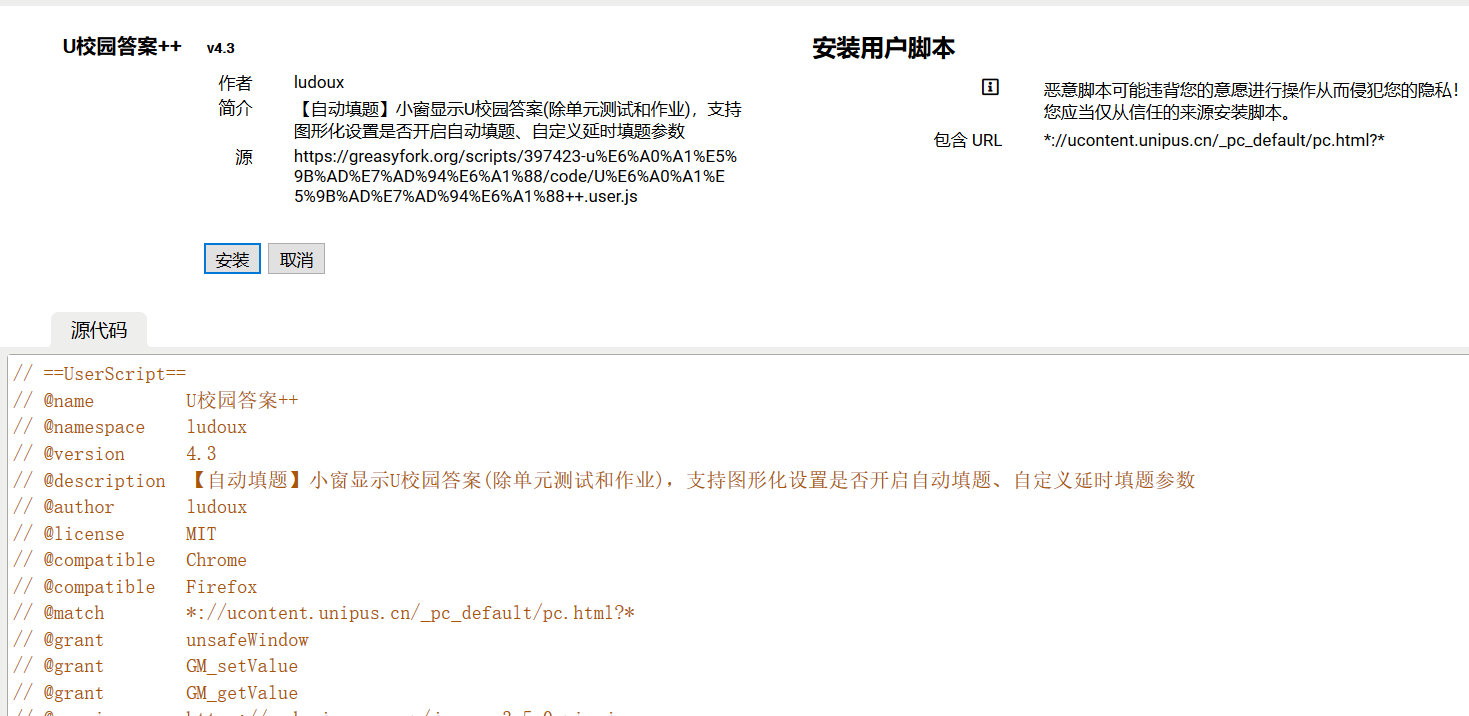 U校园答案++ v4.3
作者 ludoux
简介 【自动填题】小窗显示U校园答案(除单元测试和作业)，支持
图形化设置是否开启自动填题、自定义延时填题参数
源 https://greasyfork.org/scripts/397423-u%E6%A0%A1%E5%
9B%AD%E7%AD%94%E6%A1%88/code/U%E6%A0%A1%E
5%9B%AD%E7%AD%94%E6%A1%88++.user.js
安装 取消
安装用户脚本
恶意脚本可能违背您的意愿进行操作从而侵犯您的隐私！
您应当仅从信任的来源安装脚本。
包含 URL *://ucontent.unipus.cn/_pc_default/pc.html?*
源代码
// ==UserScript==
// @name U校园答案++
// @namespace ludoux
// @version 4.3
// @description 【自动填题】小窗显示U校园答案(除单元测试和作业)，支持图形化设置是否开启自动填题、自定义延时填题参数
// @author ludoux
// @license MIT
// @compatible Chrome
// @compatible Firefox
// @match *://ucontent.unipus.cn/_pc_default/pc.html?*
// @grant unsafeWindow
// @grant GM_setValue
// @grant GM_getValue